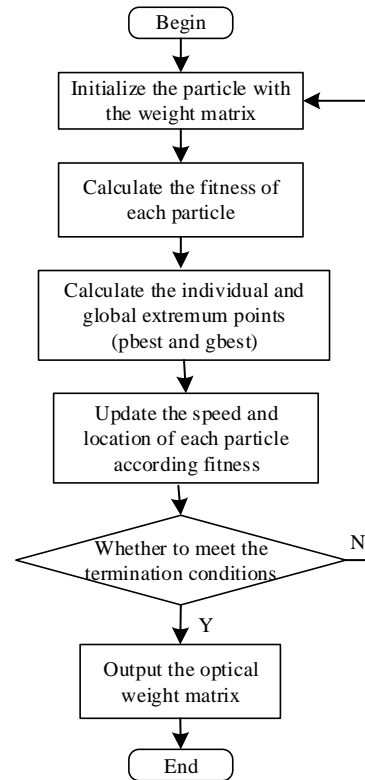 Begin
Initialize the particle with
the weight matrix
Calculate the fitness of
each particle
Calculate the individual and
global extremum points
(pbest and gbest)
Update the speed and
location of each particle
according fitness
Whether to meet the
termination conditions
N
Y
Output the optical
weight matrix
End